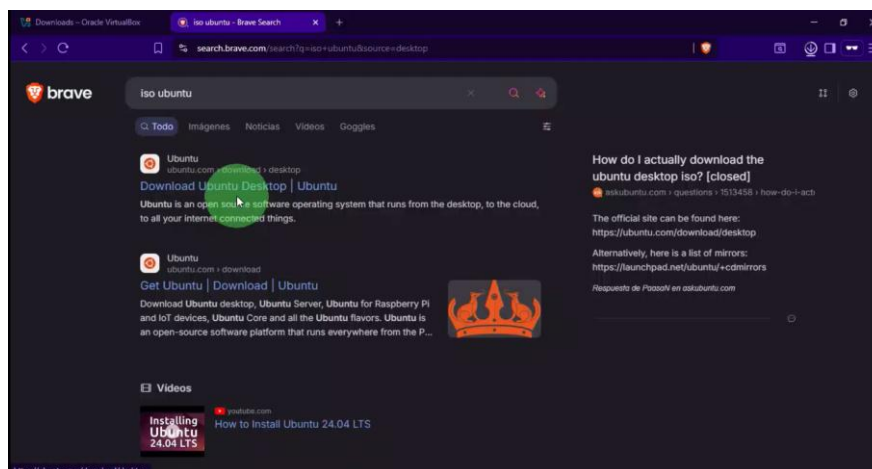 Downloads – Oracle VirtualBox
iso ubuntu - Brave Search
search.brave.com/search?q=iso+ubuntu&source=desktop
brave
iso ubuntu
Todo Imágenes Noticias Videos Goggles
Ubuntu
ubuntu.com › download › desktop
Download Ubuntu Desktop | Ubuntu
Ubuntu is an open source software operating system that runs from the desktop, to the cloud,
to all your internet connected things.
Ubuntu
ubuntu.com › download
Get Ubuntu | Download | Ubuntu
Download Ubuntu desktop, Ubuntu Server, Ubuntu for Raspberry Pi
and IoT devices, Ubuntu Core and all the Ubuntu flavors. Ubuntu is
an open-source software platform that runs everywhere from the P...
Videos
Installing
Ubuntu
24.04 LTS
youtube.com
How to Install Ubuntu 24.04 LTS
How do I actually download the
ubuntu desktop iso? [closed]
askubuntu.com › questions › 1513458 › how-do-i-acti
The official site can be found here:
https://ubuntu.com/download/desktop
Alternatively, here is a list of mirrors:
https://launchpad.net/ubuntu/+cdmirrors
Respuesta de PaasaN en askubuntu.com